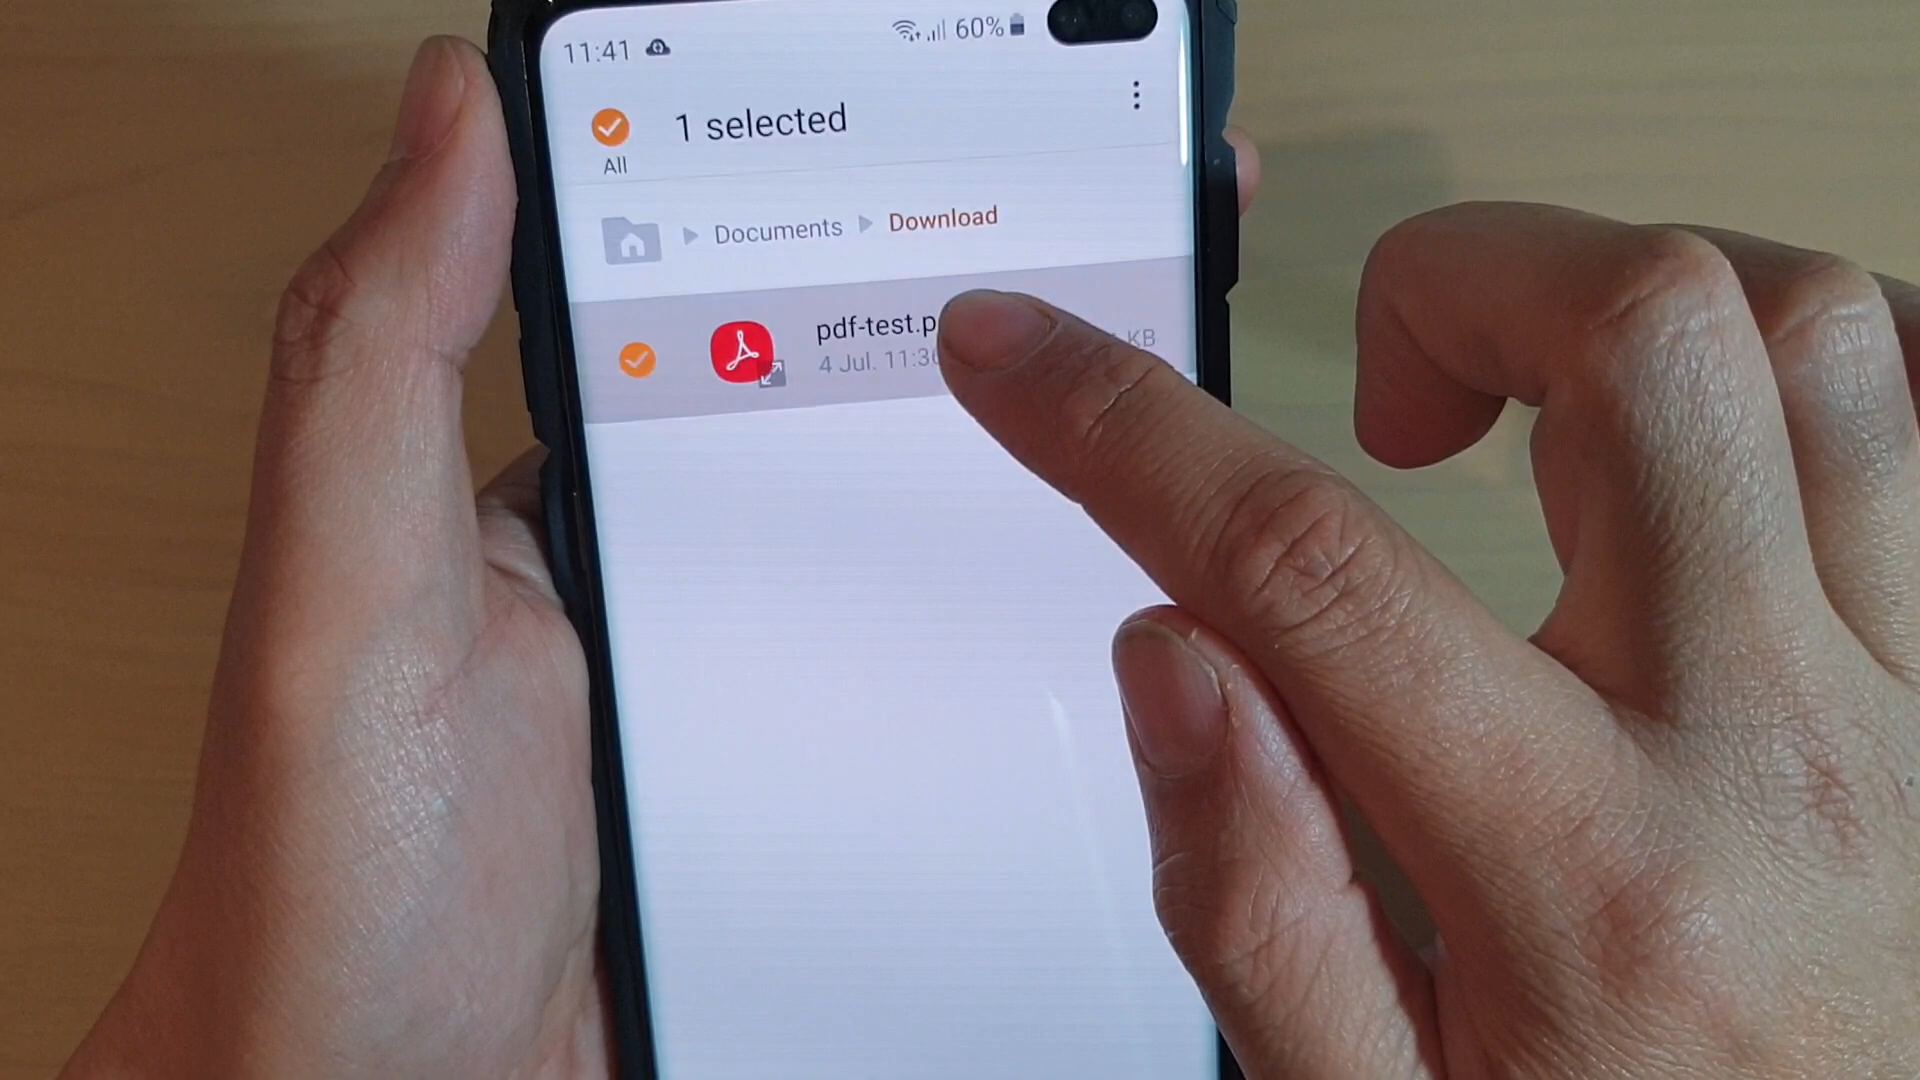 11:41 60%
1 selected
All
Documents Download
pdf-test.p
4 Jul. 11:3 KB